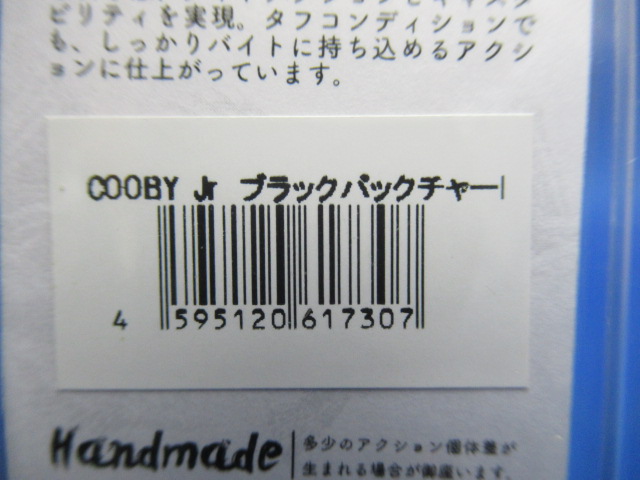 ビリティを実現。タフコンディションで
も、しっかりバイトに持ち込めるアクシ
ョンに仕上がっています。
COOBY Jr ブラックバックチャー
4 595120 617307
Handmade
多少のアクション個体差が
生まれる場合が御座います。